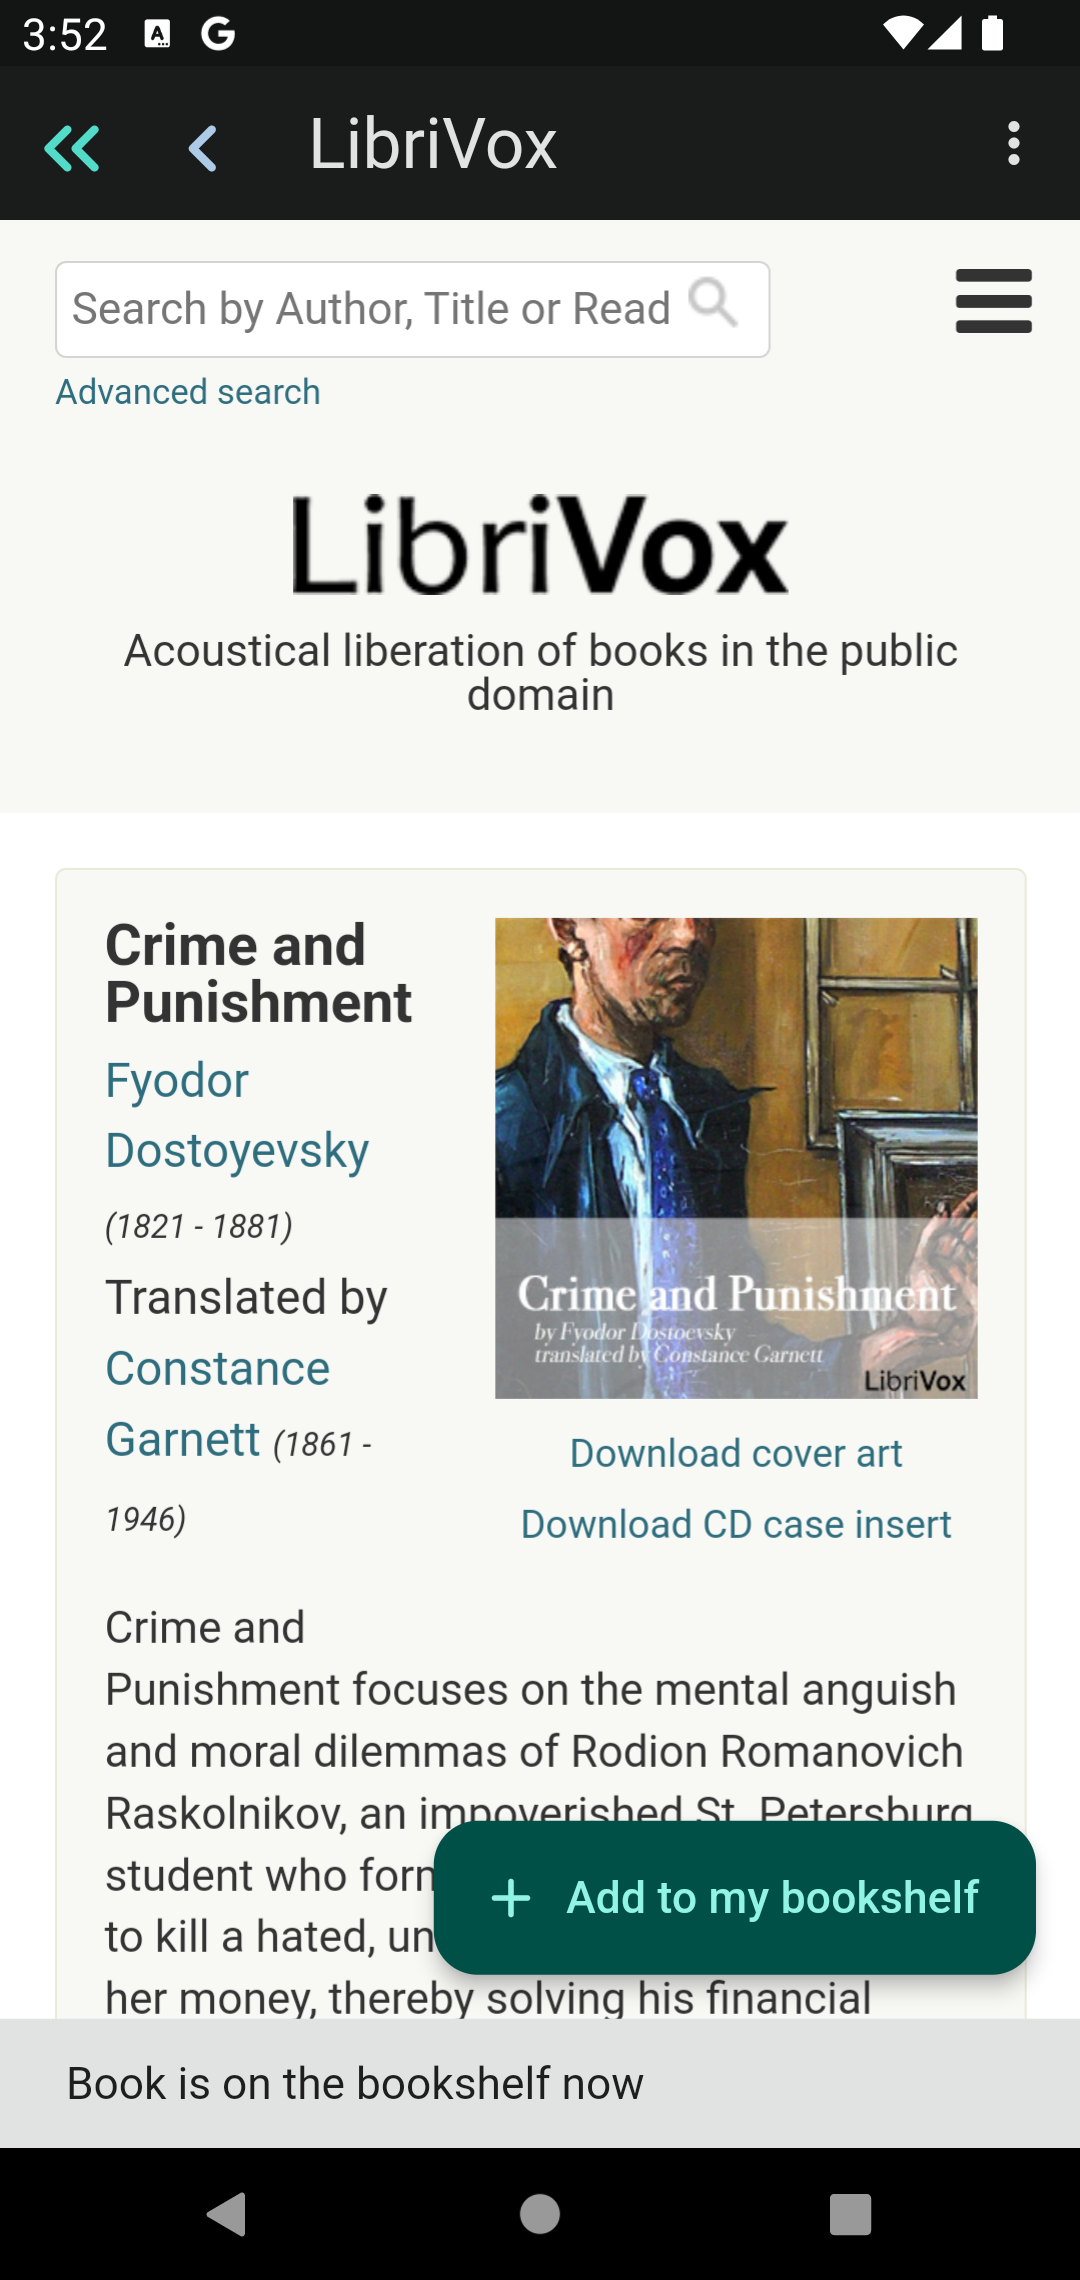 3:52
LibriVox
Search by Author, Title or Read
Advanced search
LibriVox
Acoustical liberation of books in the public
domain
Crime and
Punishment
Fyodor
Dostoyevsky
(1821 - 1881)
Translated by
Constance
Garnett (1861 -
1946)
Crime and Punishment
by Fyodor Dostoevsky
translated by Constance Garnett
LibriVox
Download cover art
Download CD case insert
Crime and
Punishment focuses on the mental anguish
and moral dilemmas of Rodion Romanovich
Raskolnikov, an impoverished St. Petersburg
student who
to kill a hated,
her money, thereby solving his financial
Add to my bookshelf
Book is on the bookshelf now